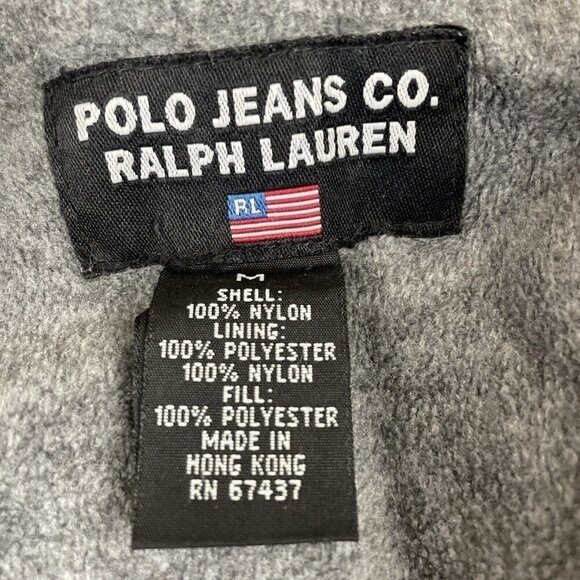 POLO JEANS CO.
RALPH LAUREN
RL
M
SHELL:
100% NYLON
LINING:
100% POLYESTER
100% NYLON
FILL:
100% POLYESTER
MADE IN
HONG KONG
RN 67437